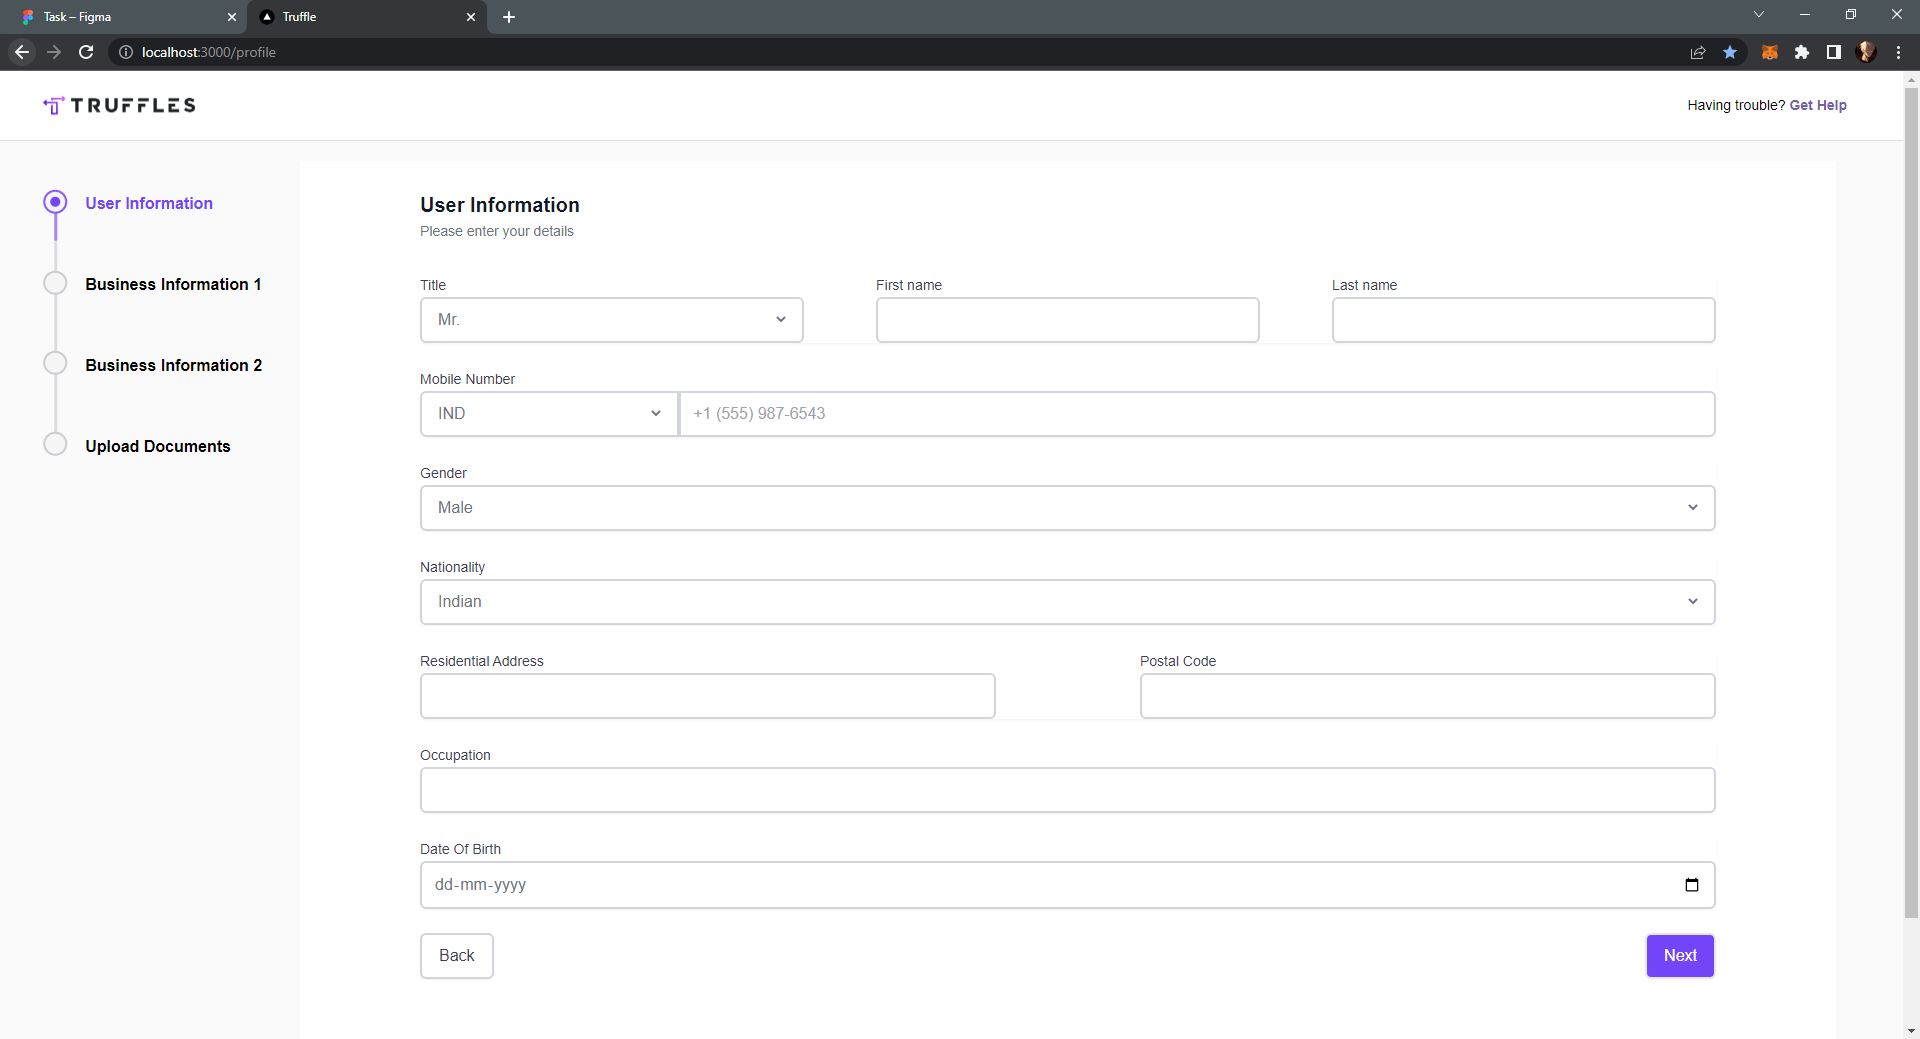 Task – Figma
Truffle
localhost:3000/profile
TRUFFLES
Having trouble? Get Help
User Information
Business Information 1
Business Information 2
Upload Documents
User Information
Please enter your details
Title
First name
Last name
Mr.
Mobile Number
IND
+1 (555) 987-6543
Gender
Male
Nationality
Indian
Residential Address
Postal Code
Occupation
Date Of Birth
dd-mm-yyyy
Back
Next